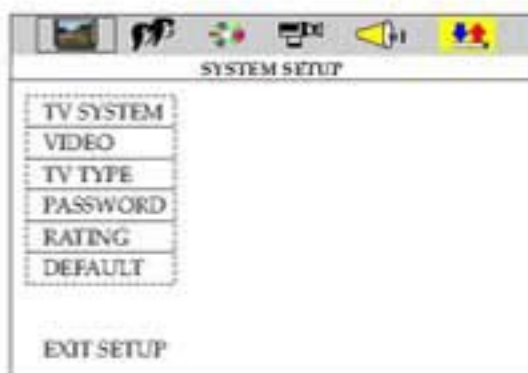 SYSTEM SETUP
TV SYSTEM
VIDEO
TV TYPE
PASSWORD
RATING
DEFAULT
EXIT SETUP